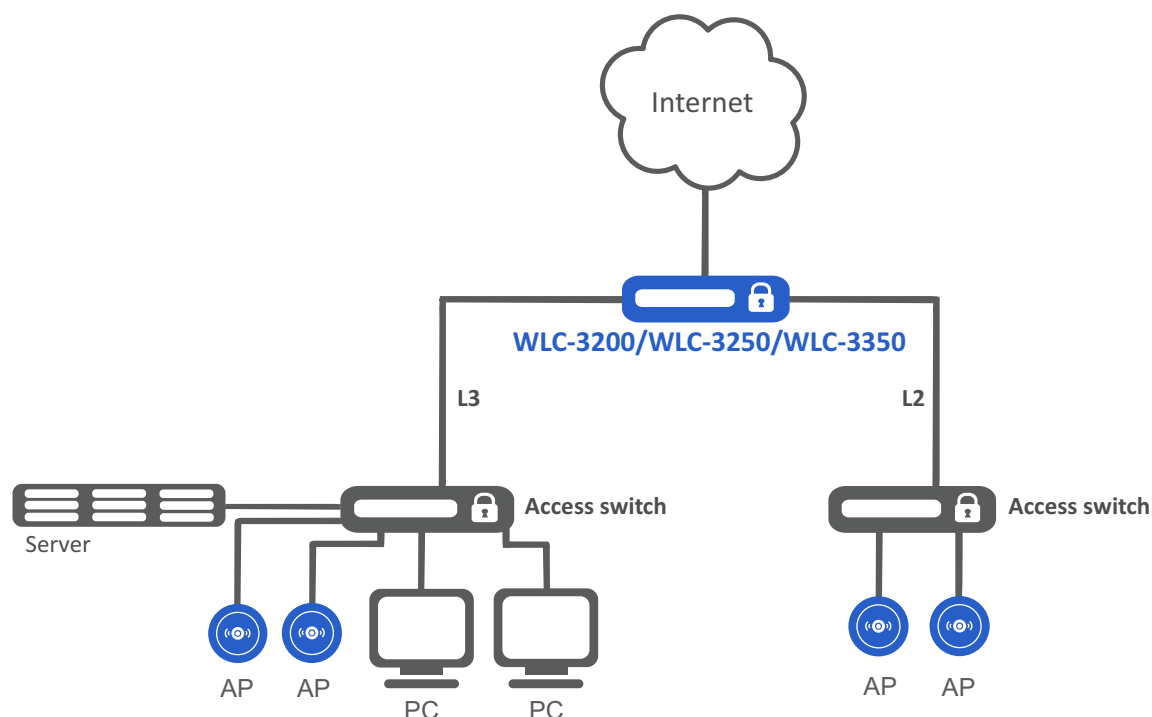 Internet
WLC-3200/WLC-3250/WLC-3350
L3
L2
Access switch
Access switch
Server
AP
AP
PC
PC
AP
AP